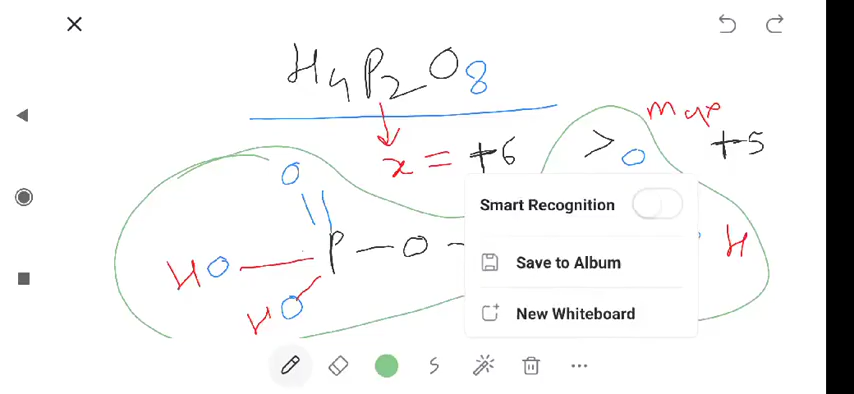 H4P2O8
max
x = +6 > +5
O O
Smart Recognition
HO P — O — H
Save to Album
HO
New Whiteboard